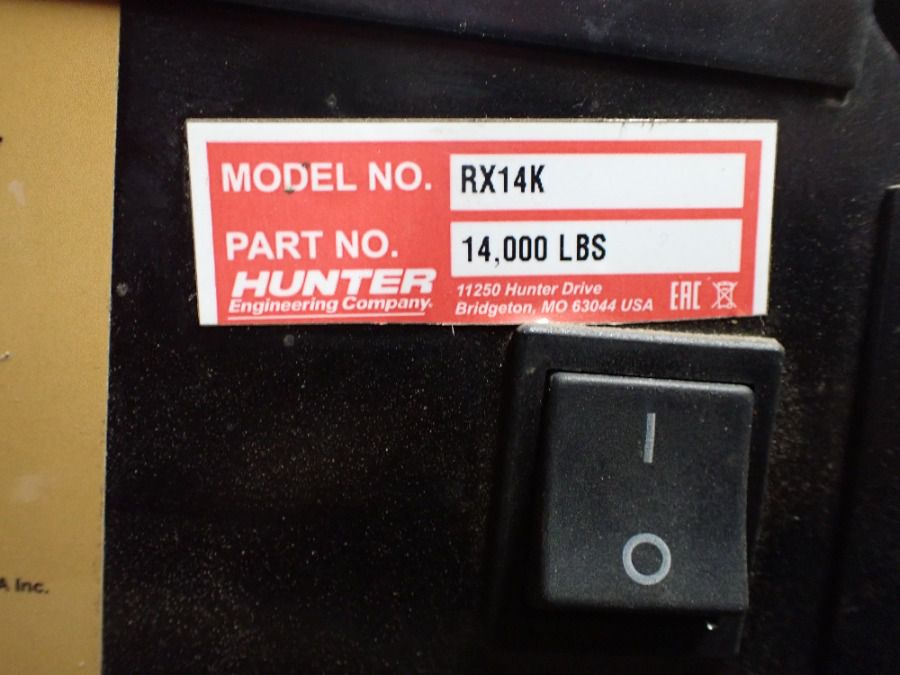 MODEL NO. RX14K
PART NO. 14,000 LBS
HUNTER
Engineering Company
11250 Hunter Drive
Bridgeton, MO 63044 USA
EAC
I
O
A Inc.